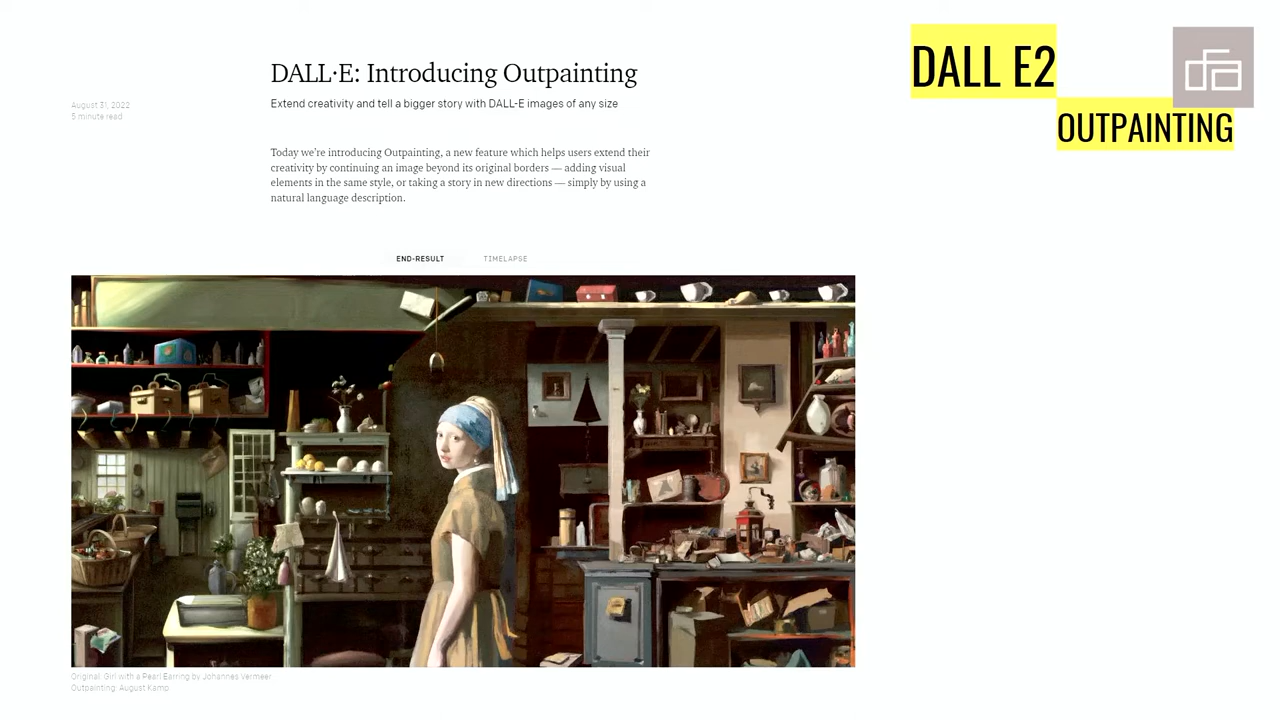 DALL·E: Introducing Outpainting
Extend creativity and tell a bigger story with DALL-E images of any size
August 31, 2022
5 minute read
Today we're introducing Outpainting, a new feature which helps users extend their
creativity by continuing an image beyond its original borders — adding visual
elements in the same style, or taking a story in new directions — simply by using a
natural language description.
END-RESULT
TIMELAPSE
Original: Girl with a Pearl Earring by Johannes Vermeer
Outpainting: August Kamp
DALL E2
OUTPAINTING
dfa